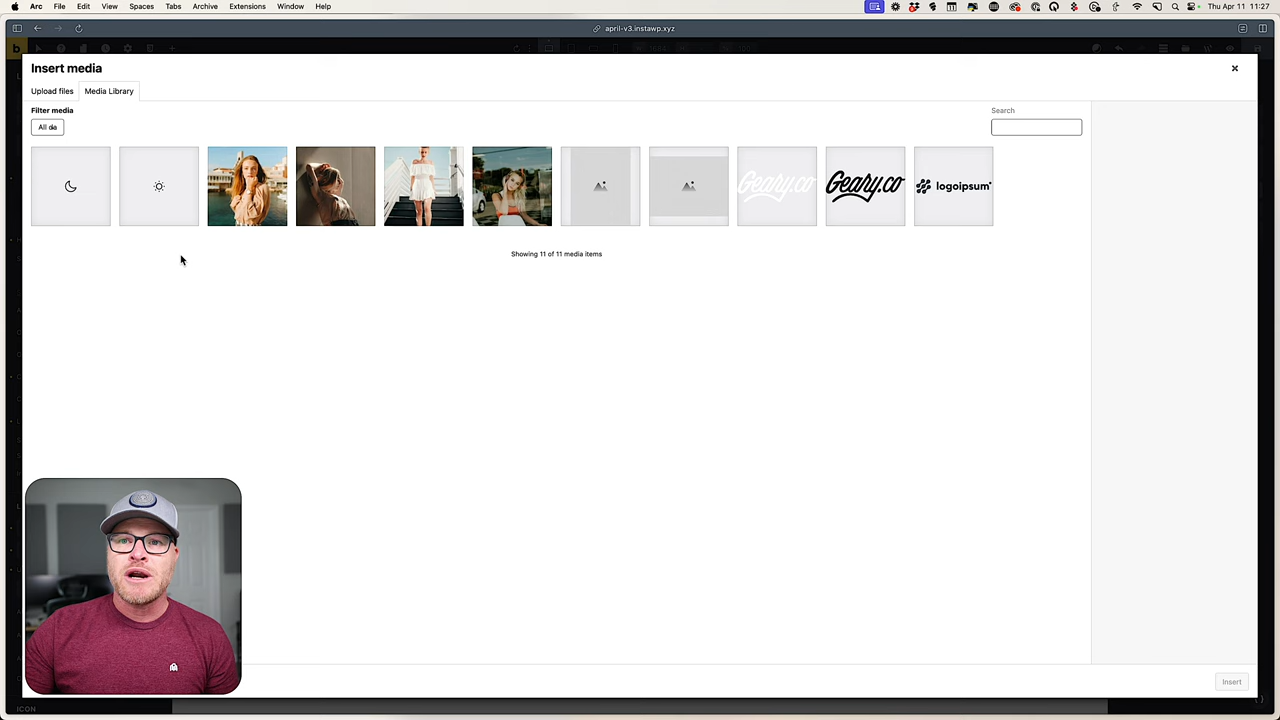 Arc File Edit View Spaces Tabs Archive Extensions Window Help
Thu Apr 11 11:27
april-v3.instawp.xyz
Insert media
Upload files Media Library
Filter media
Search
Geary.co Geary.co logoipsum
Showing 11 of 11 media items
Insert
ICON